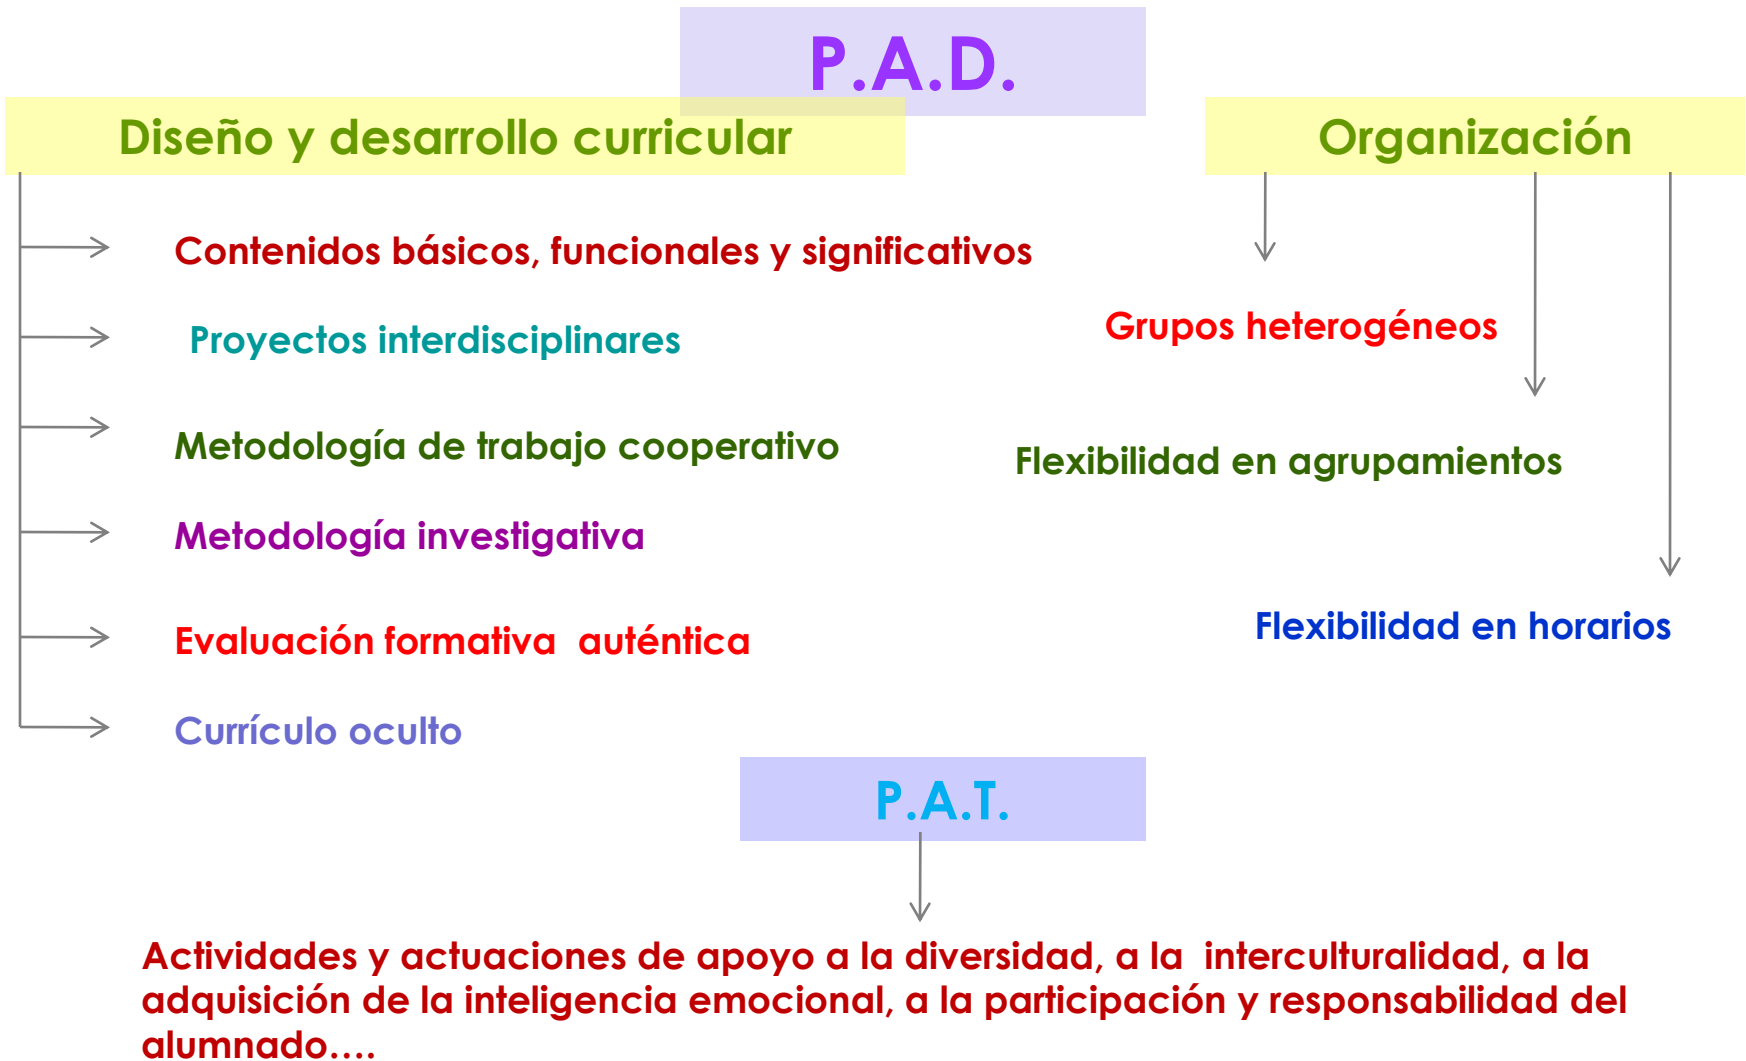 P.A.D.
Diseño y desarrollo curricular
Organización
Contenidos básicos, funcionales y significativos
Proyectos interdisciplinares
Metodología de trabajo cooperativo
Metodología investigativa
Evaluación formativa  auténtica
Currículo oculto
Grupos heterogéneos
Flexibilidad en agrupamientos
Flexibilidad en horarios
P.A.T.
Actividades y actuaciones de apoyo a la diversidad, a la  interculturalidad, a la
adquisición de la inteligencia emocional, a la participación y responsabilidad del
alumnado….